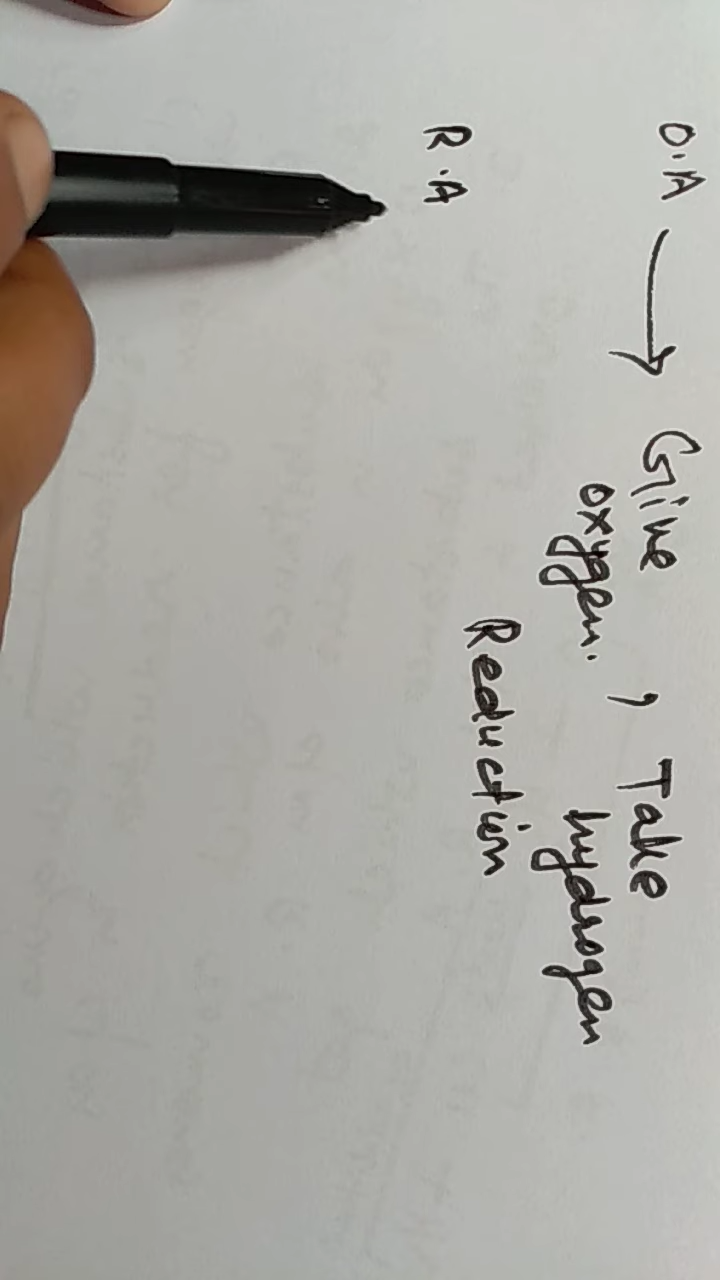 O.A → Give oxygen. , Take hydrogen
Reduction
R.A